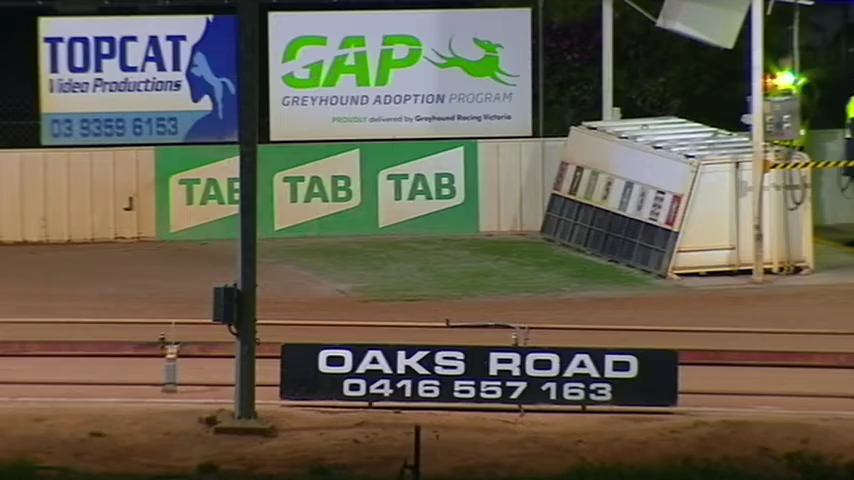 TOPCAT
Video Productions
03 9359 6153
GAP
GREYHOUND ADOPTION PROGRAM
PROUDLY delivered by Greyhound Racing Victoria
TAB
TAB
TAB
OAKS ROAD
0416 557 163